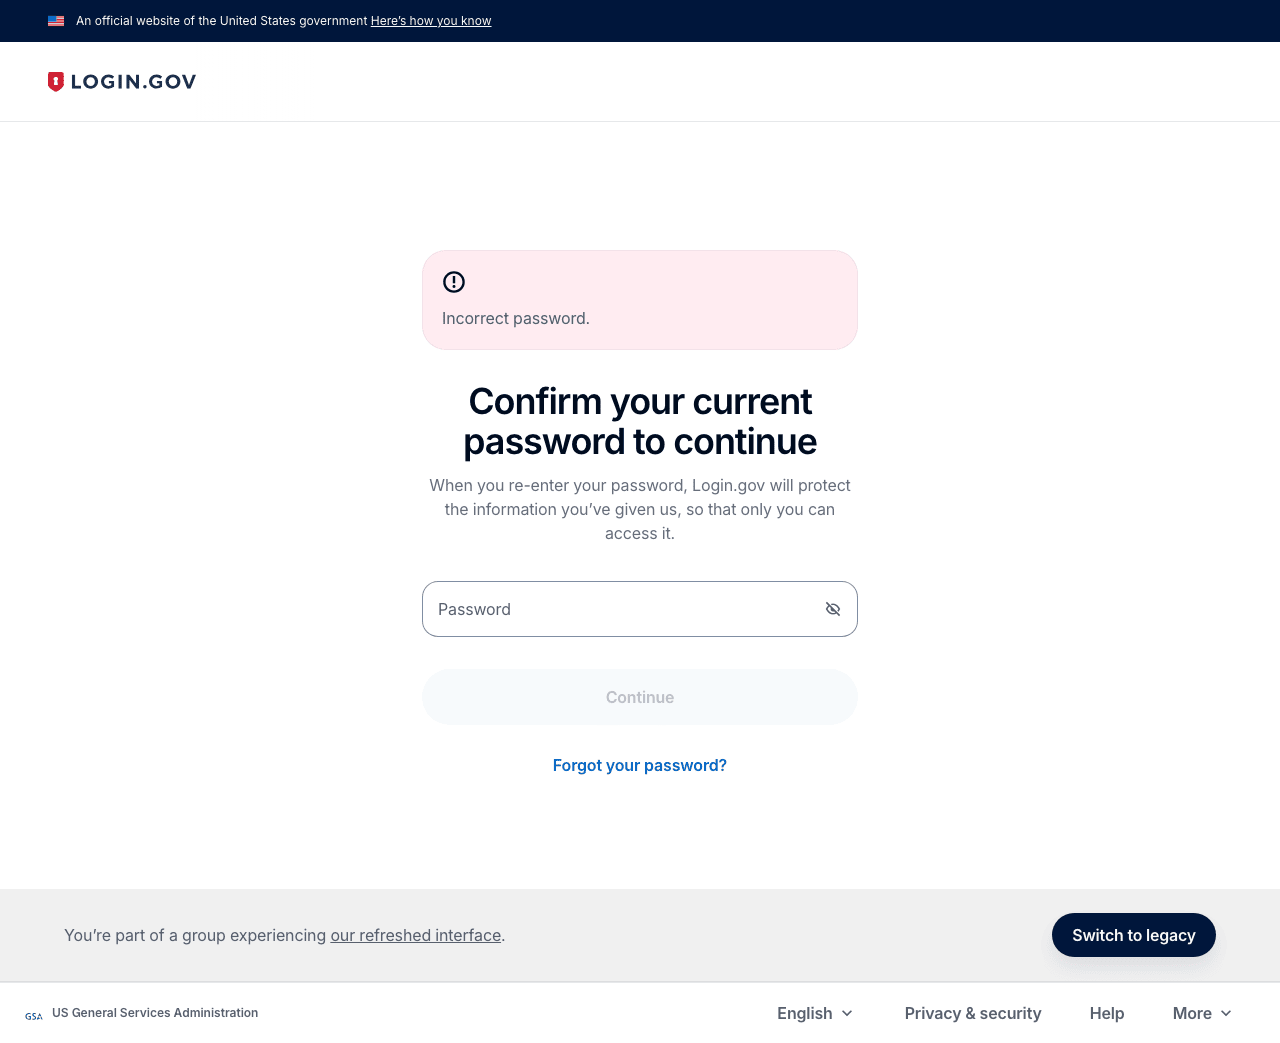 An official website of the United States government Here’s how you know
LOGIN.GOV
Incorrect password.
Confirm your current
password to continue
When you re-enter your password, Login.gov will protect
the information you’ve given us, so that only you can
access it.
Password
Continue
Forgot your password?
You’re part of a group experiencing our refreshed interface.
Switch to legacy
GSA US General Services Administration
English
Privacy & security
Help
More